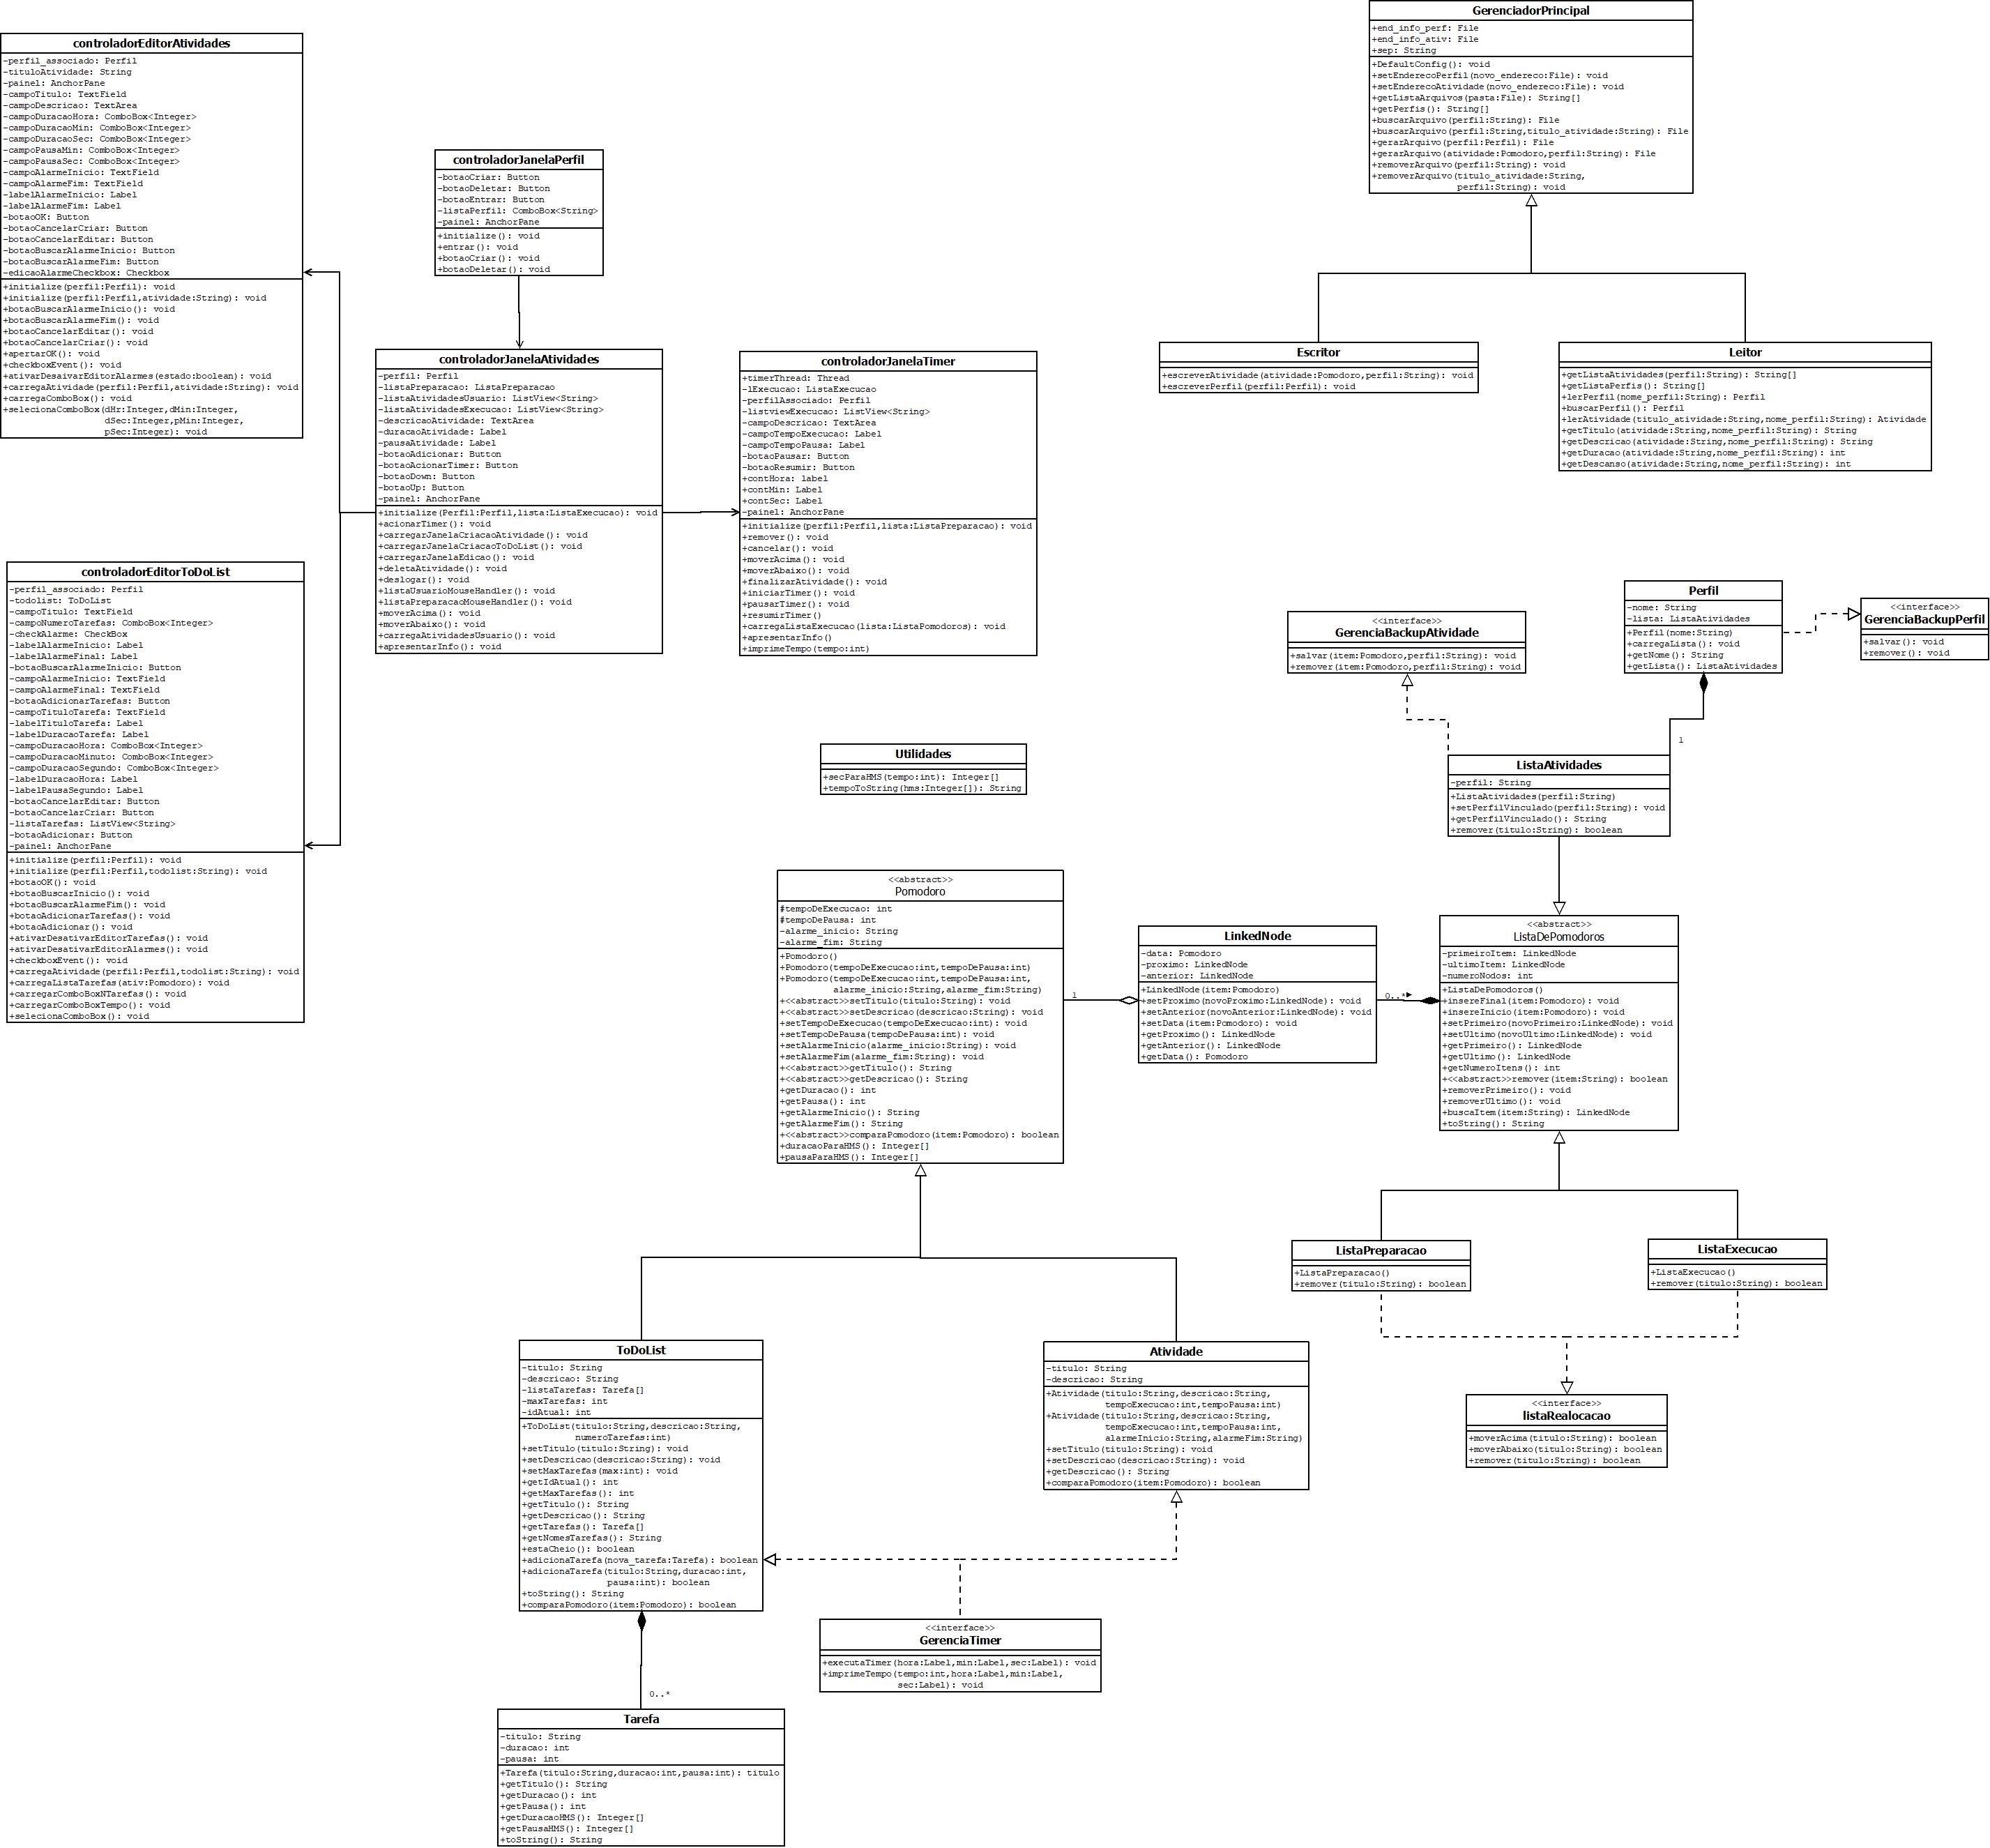 GerenciadorPrincipal
+end_info_perf: File
+end_info_ativ: File
+sep: String
+DefaultConfig(): void
+setEnderecoPerfil(novo_endereco:File): void
+setEnderecoAtividade(novo_endereco:File): void
+getListaArquivos(pasta:File): String[]
+getPerfis(): String[]
+buscarArquivo(perfil:String): File
+buscarArquivo(perfil:String,titulo_atividade:String): File
+gerarArquivo(perfil:Perfil): File
+gerarArquivo(atividade:Pomodoro,perfil:String): File
+removerArquivo(perfil:String): void
+removerArquivo(titulo_atividade:String,
perfil:String): void
controladorEditorAtividades
-perfil_associado: Perfil
-tituloAtividade: String
-painel: AnchorPane
-campoTitulo: TextField
-campoDescricao: TextArea
-campoDuracaoHora: ComboBox<Integer>
-campoDuracaoMin: ComboBox<Integer>
-campoDuracaoSec: ComboBox<Integer>
-campoPausaMin: ComboBox<Integer>
-campoPausaSec: ComboBox<Integer>
-campoAlarmeInicio: TextField
-campoAlarmeFim: TextField
-labelAlarmeInicio: Label
-labelAlarmeFim: Label
-botaoOK: Button
-botaoCancelarCriar: Button
-botaoCancelarEditar: Button
-botaoBuscarAlarmeInicio: Button
-botaoBuscarAlarmeFim: Button
-edicaoAlarmeCheckbox: Checkbox
+initialize(perfil:Perfil): void
+initialize(perfil:Perfil,atividade:String): void
+botaoBuscarAlarmeInicio(): void
+botaoBuscarAlarmeFim(): void
+botaoCancelarEditar(): void
+botaoCancelarCriar(): void
+apertarOK(): void
+checkboxEvent(): void
+ativarDesaivarEditorAlarmes(estado:boolean): void
+carregaAtividade(perfil:Perfil,atividade:String): void
+carregaComboBox(): void
+selecionaComboBox(dHr:Integer,dMin:Integer,
dSec:Integer,pMin:Integer,
pSec:Integer): void
controladorJanelaPerfil
-botaoCriar: Button
-botaoDeletar: Button
-botaoEntrar: Button
-listaPerfil: ComboBox<String>
-painel: AnchorPane
+initialize(): void
+entrar(): void
+botaoCriar(): void
+botaoDeletar(): void
controladorJanelaAtividades
-perfil: Perfil
-listaPreparacao: ListaPreparacao
-listaAtividadesUsuario: ListView<String>
-listaAtividadesExecucao: ListView<String>
-descricaoAtividade: TextArea
-duracaoAtividade: Label
-pausaAtividade: Label
-botaoAdicionar: Button
-botaoAcionarTimer: Button
-botaoDown: Button
-botaoUp: Button
-painel: AnchorPane
+initialize(Perfil:Perfil,lista:ListaExecucao): void
+acionarTimer(): void
+carregarJanelaCriacaoAtividade(): void
+carregarJanelaCriacaoToDoList(): void
+carregarJanelaEdicao(): void
+deletaAtividade(): void
+deslogar(): void
+listaUsuarioMouseHandler(): void
+listaPreparacaoMouseHandler(): void
+moverAcima(): void
+moverAbaixo(): void
+carregaAtividadesUsuario(): void
+apresentarInfo(): void
controladorJanelaTimer
+timerThread: Thread
-lExecucao: ListaExecucao
-perfilAssociado: Perfil
-listviewExecucao: ListView<String>
-campoDescricao: TextArea
-campoTempoExecucao: Label
-campoTempoPausa: Label
-botaoPausar: Button
-botaoResumir: Button
+contHora: label
+contMin: Label
+contSec: Label
-painel: AnchorPane
+initialize(perfil:Perfil,lista:ListaPreparacao): void
+remover(): void
+cancelar(): void
+moverAcima(): void
+moverAbaixo(): void
+finalizarAtividade(): void
+iniciarTimer(): void
+pausarTimer(): void
+resumirTimer()
+carregaListaExecucao(lista:ListaPomodoros): void
+apresentarInfo()
+imprimeTempo(tempo:int)
Escritor
+escreverAtividade(atividade:Pomodoro,perfil:String): void
+escreverPerfil(perfil:Perfil): void
Leitor
+getListaAtividades(perfil:String): String[]
+getListaPerfis(): String[]
+lerPerfil(nome_perfil:String): Perfil
+buscarPerfil(): Perfil
+lerAtividade(titulo_atividade:String,nome_perfil:String): Atividade
+getTitulo(atividade:String,nome_perfil:String): String
+getDescricao(atividade:String,nome_perfil:String): String
+getDuracao(atividade:String,nome_perfil:String): int
+getDescanso(atividade:String,nome_perfil:String): int
controladorEditorToDoList
-perfil_associado: Perfil
-todolist: ToDoList
-campoTitulo: TextField
-campoNumeroTarefas: ComboBox<Integer>
-checkAlarme: CheckBox
-labelAlarmeInicio: Label
-labelAlarmeFinal: Label
-botaoBuscarAlarmeInicio: Button
-campoAlarmeInicio: TextField
-campoAlarmeFinal: TextField
-botaoAdicionarTarefas: Button
-campoTituloTarefa: TextField
-labelTituloTarefa: Label
-labelDuracaoTarefa: Label
-campoDuracaoHora: ComboBox<Integer>
-campoDuracaoMinuto: ComboBox<Integer>
-campoDuracaoSegundo: ComboBox<Integer>
-labelDuracaoHora: Label
-labelPausaSegundo: Label
-botaoCancelarEditar: Button
-botaoCancelarCriar: Button
-listaTarefas: ListView<String>
-botaoAdicionar: Button
-painel: AnchorPane
+initialize(perfil:Perfil): void
+initialize(perfil:Perfil,todolist:String): void
+botaoOK(): void
+botaoBuscarInicio(): void
+botaoBuscarAlarmeFim(): void
+botaoAdicionarTarefas(): void
+botaoAdicionar(): void
+ativarDesativarEditorTarefas(): void
+ativarDesativarEditorAlarmes(): void
+checkboxEvent(): void
+carregaAtividade(perfil:Perfil,todolist:String): void
+carregaListaTarefas(ativ:Pomodoro): void
+carregarComboBoxNTarefas(): void
+carregarComboBoxTempo(): void
+selecionaComboBox(): void
<<interface>>
GerenciaBackupAtividade
+salvar(item:Pomodoro,perfil:String): void
+remover(item:Pomodoro,perfil:String): void
Perfil
-nome: String
-lista: ListaAtividades
+Perfil(nome:String)
+carregaLista(): void
+getNome(): String
+getLista(): ListaAtividades
<<interface>>
GerenciaBackupPerfil
+salvar(): void
+remover(): void
1
Utilidades
+secParaHMS(tempo:int): Integer[]
+tempoToString(hms:Integer[]): String
ListaAtividades
-perfil: String
+ListaAtividades(perfil:String)
+setPerfilVinculado(perfil:String): void
+getPerfilVinculado(): String
+remover(titulo:String): boolean
<<abstract>>
Pomodoro
#tempoDeExecucao: int
#tempoDePausa: int
-alarme_inicio: String
-alarme_fim: String
+Pomodoro()
+Pomodoro(tempoDeExecucao:int,tempoDePausa:int)
+Pomodoro(tempoDeExecucao:int,tempoDePausa:int,
alarme_inicio:String,alarme_fim:String)
+<<abstract>>setTitulo(titulo:String): void
+<<abstract>>setDescricao(descricao:String): void
+setTempoDeExecucao(tempoDeExecucao:int): void
+setTempoDePausa(tempoDePausa:int): void
+setAlarmeInicio(alarme_inicio:String): void
+setAlarmeFim(alarme_fim:String): void
+<<abstract>>getTitulo(): String
+<<abstract>>getDescricao(): String
+getDuracao(): int
+getPausa(): int
+getAlarmeInicio(): String
+getAlarmeFim(): String
+<<abstract>>comparaPomodoro(item:Pomodoro): boolean
+duracaoParaHMS(): Integer[]
+pausaParaHMS(): Integer[]
1
LinkedNode
-data: Pomodoro
-proximo: LinkedNode
-anterior: LinkedNode
+LinkedNode(item:Pomodoro)
+setProximo(novoProximo:LinkedNode): void
+setAnterior(novoAnterior:LinkedNode): void
+setData(item:Pomodoro): void
+getProximo(): LinkedNode
+getAnterior(): LinkedNode
+getData(): Pomodoro
0..*
<<abstract>>
ListaDePomodoros
-primeiroItem: LinkedNode
-ultimoItem: LinkedNode
-numeroNodos: int
+ListaDePomodoros()
+insereFinal(item:Pomodoro): void
+insereInicio(item:Pomodoro): void
+setPrimeiro(novoPrimeiro:LinkedNode): void
+setUltimo(novoUltimo:LinkedNode): void
+getPrimeiro(): LinkedNode
+getUltimo(): LinkedNode
+getNumeroItens(): int
+<<abstract>>remover(item:String): boolean
+removerPrimeiro(): void
+removerUltimo(): void
+buscaItem(item:String): LinkedNode
+toString(): String
ListaPreparacao
+ListaPreparacao()
+remover(titulo:String): boolean
ListaExecucao
+ListaExecucao()
+remover(titulo:String): boolean
<<interface>>
listaRealocacao
+moverAcima(titulo:String): boolean
+moverAbaixo(titulo:String): boolean
+remover(titulo:String): boolean
ToDoList
-titulo: String
-descricao: String
-listaTarefas: Tarefa[]
-maxTarefas: int
-idAtual: int
+ToDoList(titulo:String,descricao:String,
numeroTarefas:int)
+setTitulo(titulo:String): void
+setDescricao(descricao:String): void
+setMaxTarefas(max:int): void
+getIdAtual(): int
+getMaxTarefas(): int
+getTitulo(): String
+getDescricao(): String
+getTarefas(): Tarefa[]
+getNomesTarefas(): String
+estaCheio(): boolean
+adicionaTarefa(nova_tarefa:Tarefa): boolean
+adicionaTarefa(titulo:String,duracao:int,
pausa:int): boolean
+toString(): String
+comparaPomodoro(item:Pomodoro): boolean
Atividade
-titulo: String
-descricao: String
+Atividade(titulo:String,descricao:String,
tempoExecucao:int,tempoPausa:int)
+Atividade(titulo:String,descricao:String,
tempoExecucao:int,tempoPausa:int,
alarmeInicio:String,alarmeFim:String)
+setTitulo(titulo:String): void
+setDescricao(descricao:String): void
+getDescricao(): String
+comparaPomodoro(item:Pomodoro): boolean
<<interface>>
GerenciaTimer
+executaTimer(hora:Label,min:Label,sec:Label): void
+imprimeTempo(tempo:int,hora:Label,min:Label,
sec:Label): void
0..*
Tarefa
-titulo: String
-duracao: int
-pausa: int
+Tarefa(titulo:String,duracao:int,pausa:int): titulo
+getTitulo(): String
+getDuracao(): int
+getPausa(): int
+getDuracaoHMS(): Integer[]
+getPausaHMS(): Integer[]
+toString(): String